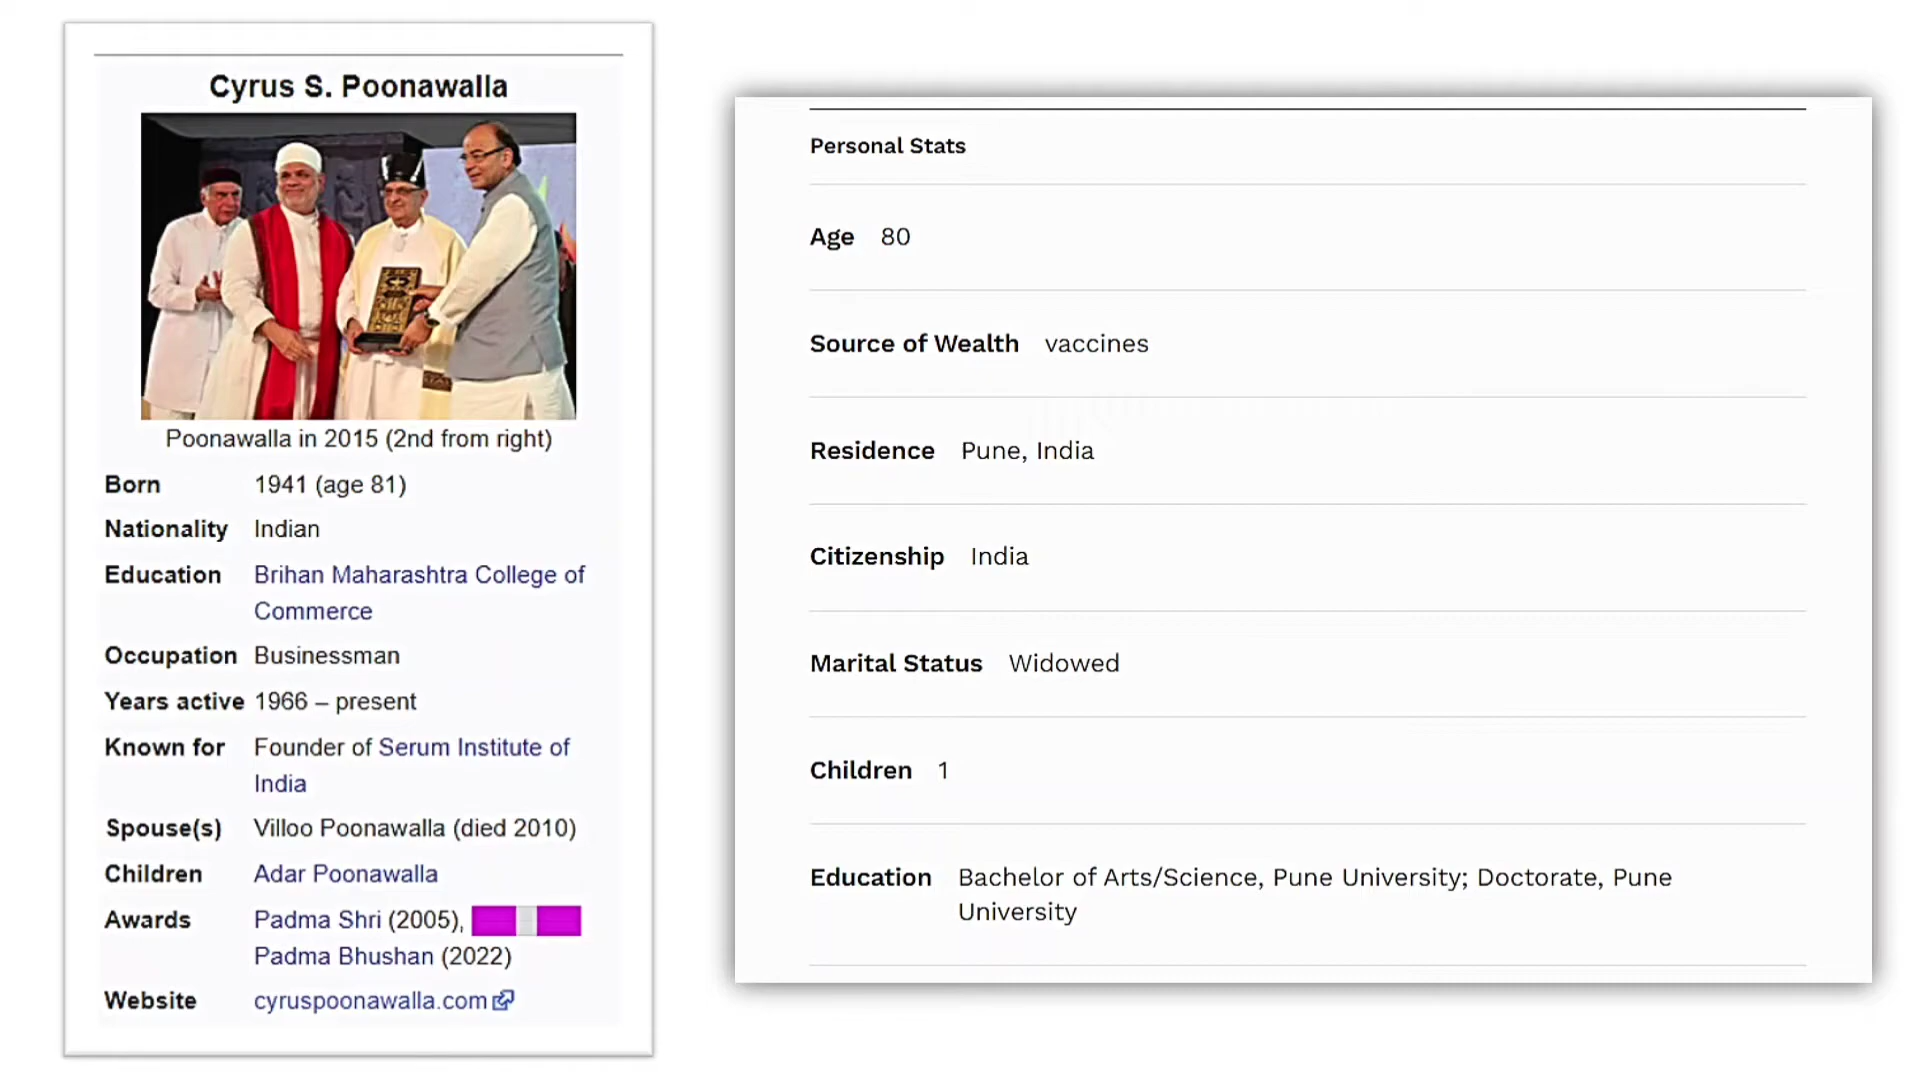 Cyrus S. Poonawalla
Poonawalla in 2015 (2nd from right)
Born 1941 (age 81)
Nationality Indian
Education Brihan Maharashtra College of
Commerce
Occupation Businessman
Years active 1966 – present
Known for Founder of Serum Institute of
India
Spouse(s) Villoo Poonawalla (died 2010)
Children Adar Poonawalla
Awards Padma Shri (2005),
Padma Bhushan (2022)
Website cyruspoonawalla.com
Personal Stats
Age 80
Source of Wealth vaccines
Residence Pune, India
Citizenship India
Marital Status Widowed
Children 1
Education Bachelor of Arts/Science, Pune University; Doctorate, Pune
University